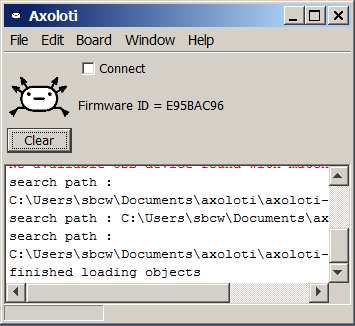 Axoloti
File Edit Board Window Help
Connect
Firmware ID = E95BAC96
Clear
search path :
C:\Users\sbcw\Documents\axoloti\axoloti-
search path : C:\Users\sbcw\Documents\ax
search path :
C:\Users\sbcw\Documents\axoloti\axoloti-
finished loading objects